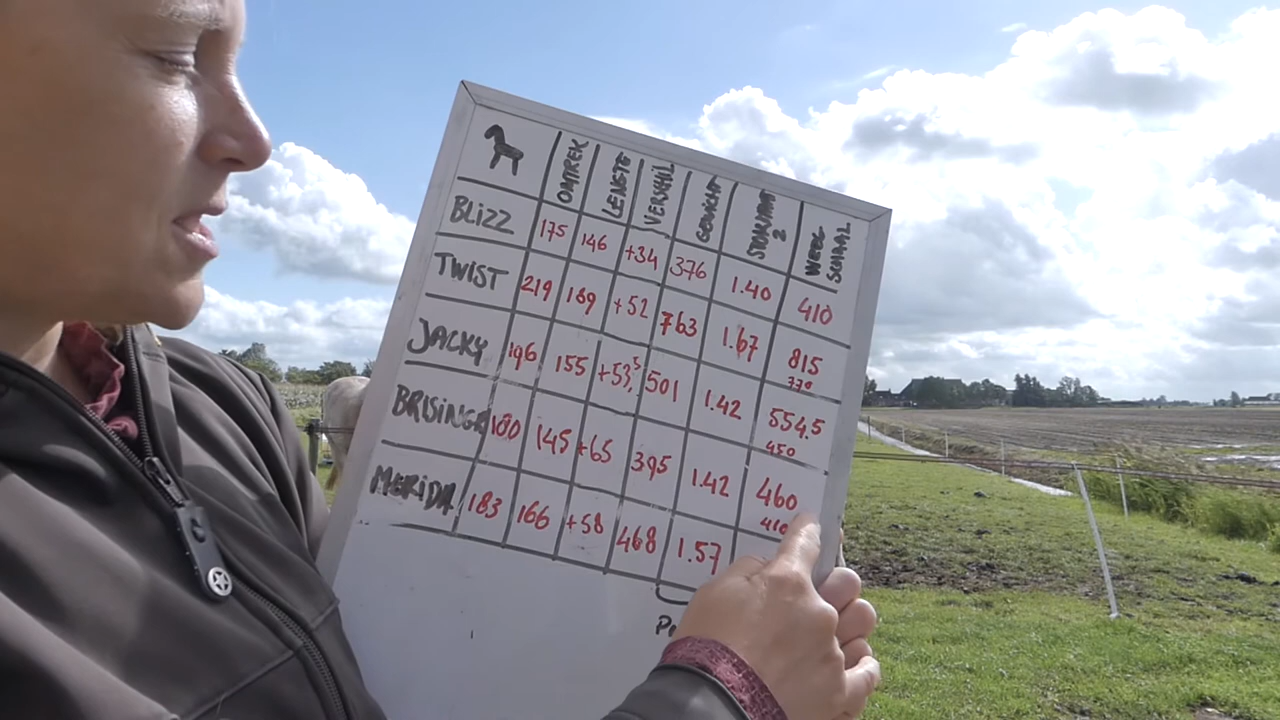 OMTREK LENGTE VERSCHIL GEWICHT STOKMAAT 2 WEEG SCHAAL
BLIZZ 175 146 +34 376 1.40 410
TWIST 219 189 +52 763 1.67 815 770
JACKY 196 155 +53,5 501 1.42 554.5 450
BRISINGR 180 145 +65 395 1.42 460 410
MERIDA 183 166 +58 468 1.57